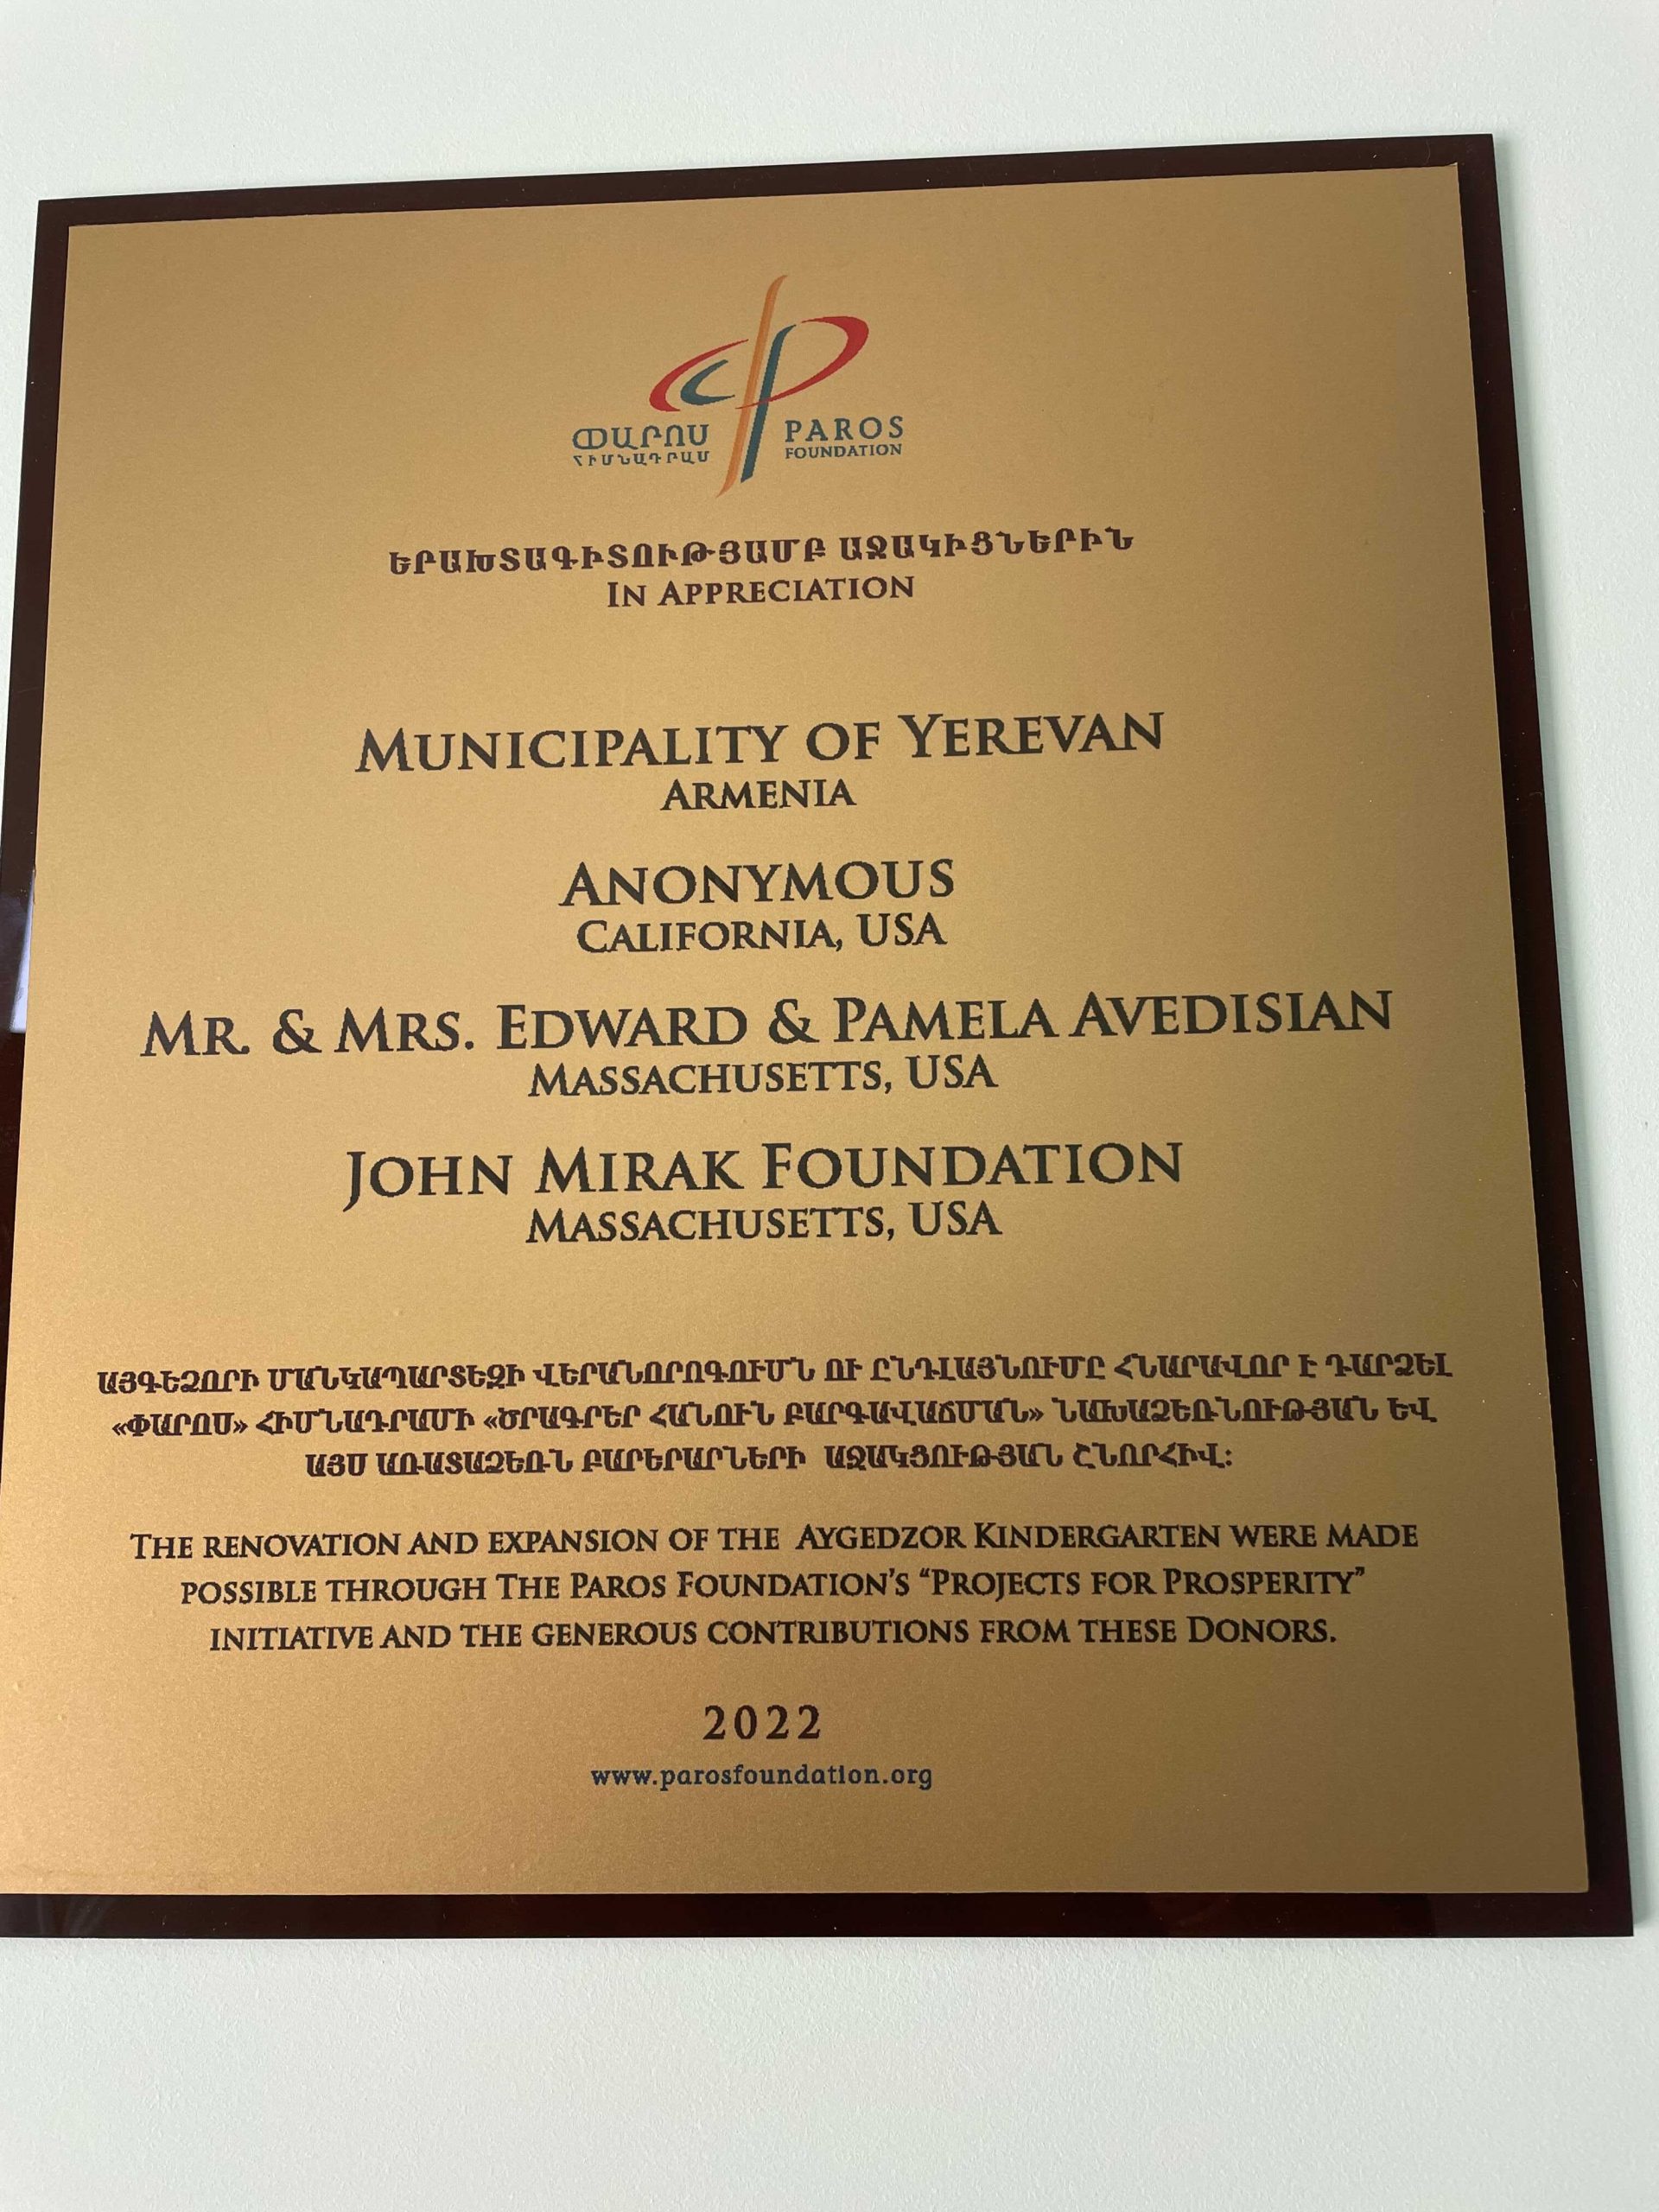 ՓԱՐՈՍ
ՀԻՄՆԱԴՐԱՄ
PAROS
FOUNDATION
ԵՐԱԽՏԱԳԻՏՈՒԹՅԱՄԲ ԱՋԱԿԻՑՆԵՐԻՆ
IN APPRECIATION
MUNICIPALITY OF YEREVAN
ARMENIA
ANONYMOUS
CALIFORNIA, USA
MR. & MRS. EDWARD & PAMELA AVEDISIAN
MASSACHUSETTS, USA
JOHN MIRAK FOUNDATION
MASSACHUSETTS, USA
ԱՅԳԵՁՈՐԻ ՄԱՆԿԱՊԱՐՏԵԶԻ ՎԵՐԱՆՈՐՈԳՈՒՄՆ ՈՒ ԸՆԴԼԱՅՆՈՒՄԸ ՀՆԱՐԱՎՈՐ Է ԴԱՐՁԵԼ
«ՓԱՐՈՍ» ՀԻՄՆԱԴՐԱՄԻ «ԾՐԱԳՐԵՐ ՀԱՆՈՒՆ ԲԱՐԳԱՎԱՃՄԱՆ» ՆԱԽԱՁԵՌՆՈՒԹՅԱՆ ԵՎ
ԱՅՍ ԱՌԱՏԱՁԵՌՆ ԲԱՐԵՐԱՐՆԵՐԻ ԱՋԱԿՑՈՒԹՅԱՆ ՇՆՈՐՀԻՎ:
THE RENOVATION AND EXPANSION OF THE AYGEDZOR KINDERGARTEN WERE MADE
POSSIBLE THROUGH THE PAROS FOUNDATION'S “PROJECTS FOR PROSPERITY”
INITIATIVE AND THE GENEROUS CONTRIBUTIONS FROM THESE DONORS.
2022
www.parosfoundation.org